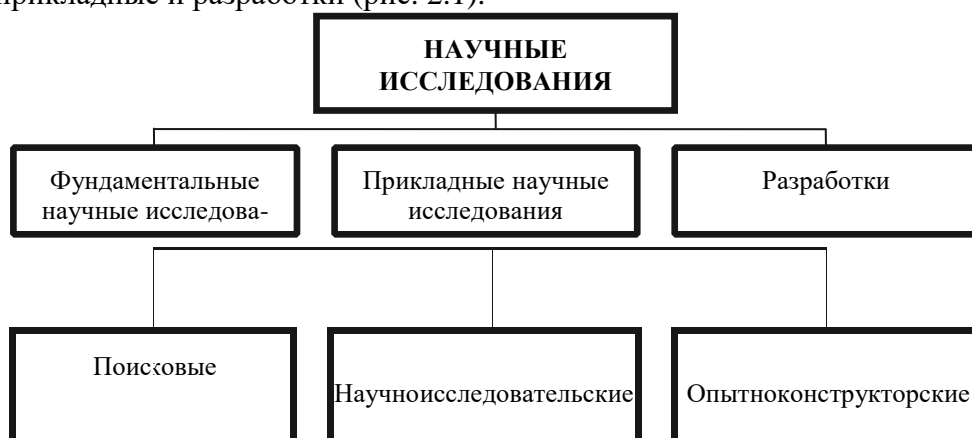 прикладные и разработки (рис. 2.1).
НАУЧНЫЕ
ИССЛЕДОВАНИЯ
Фундаментальные
научные исследова-
Прикладные научные
исследования
Разработки
Поисковые
Научноисследовательские
Опытноконструкторские